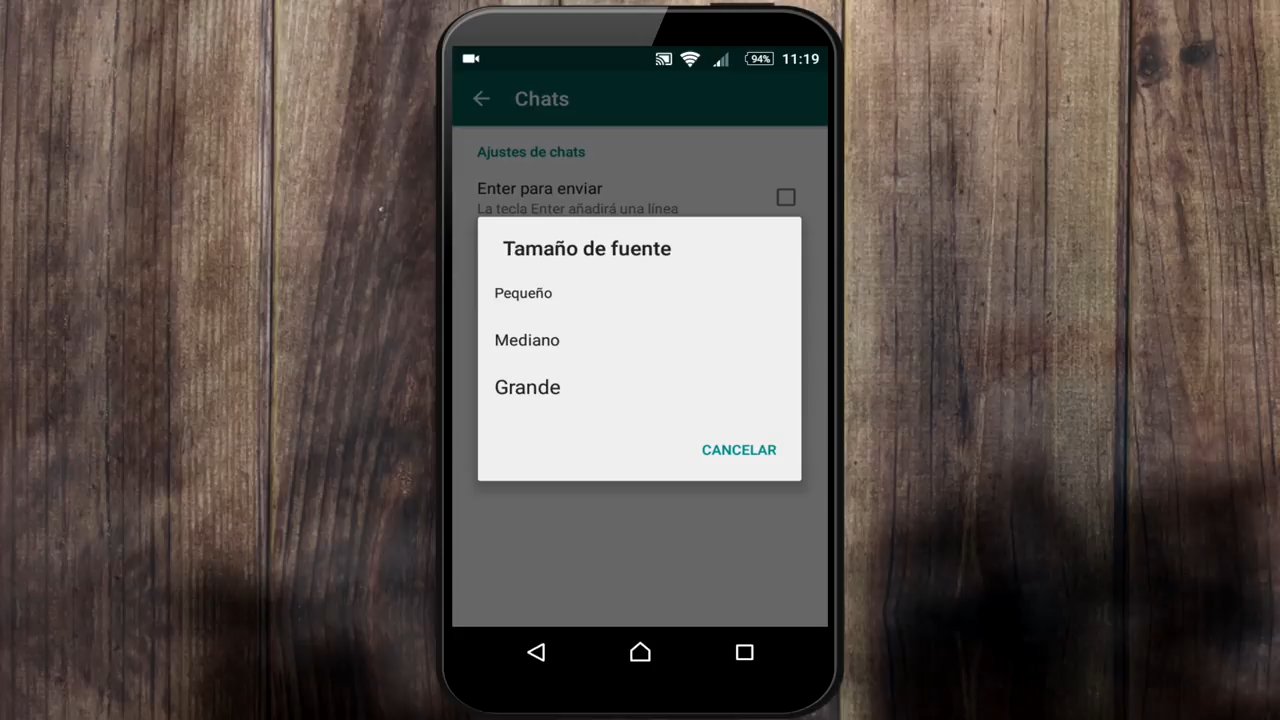 94% 11:19
Chats
Ajustes de chats
Enter para enviar
La tecla Enter añadirá una línea
Tamaño de fuente
Pequeño
Mediano
Grande
CANCELAR